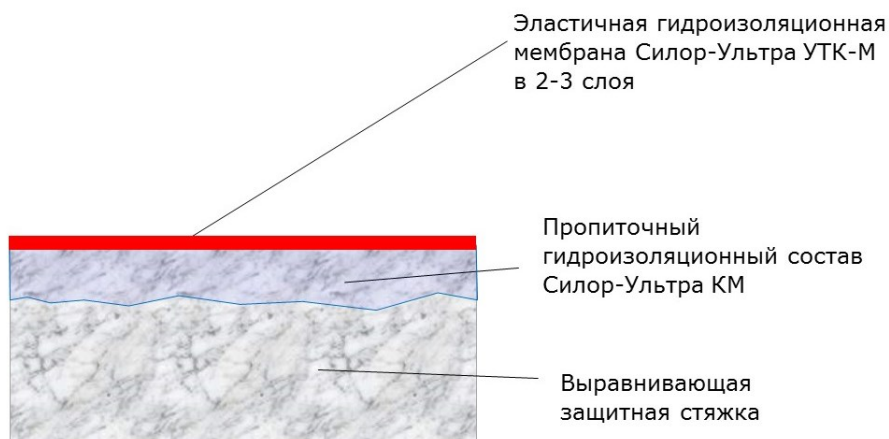 Эластичная гидроизоляционная
мембрана Силор-Ультра УТК-М
в 2-3 слоя
Пропиточный
гидроизоляционный состав
Силор-Ультра КМ
Выравнивающая
защитная стяжка